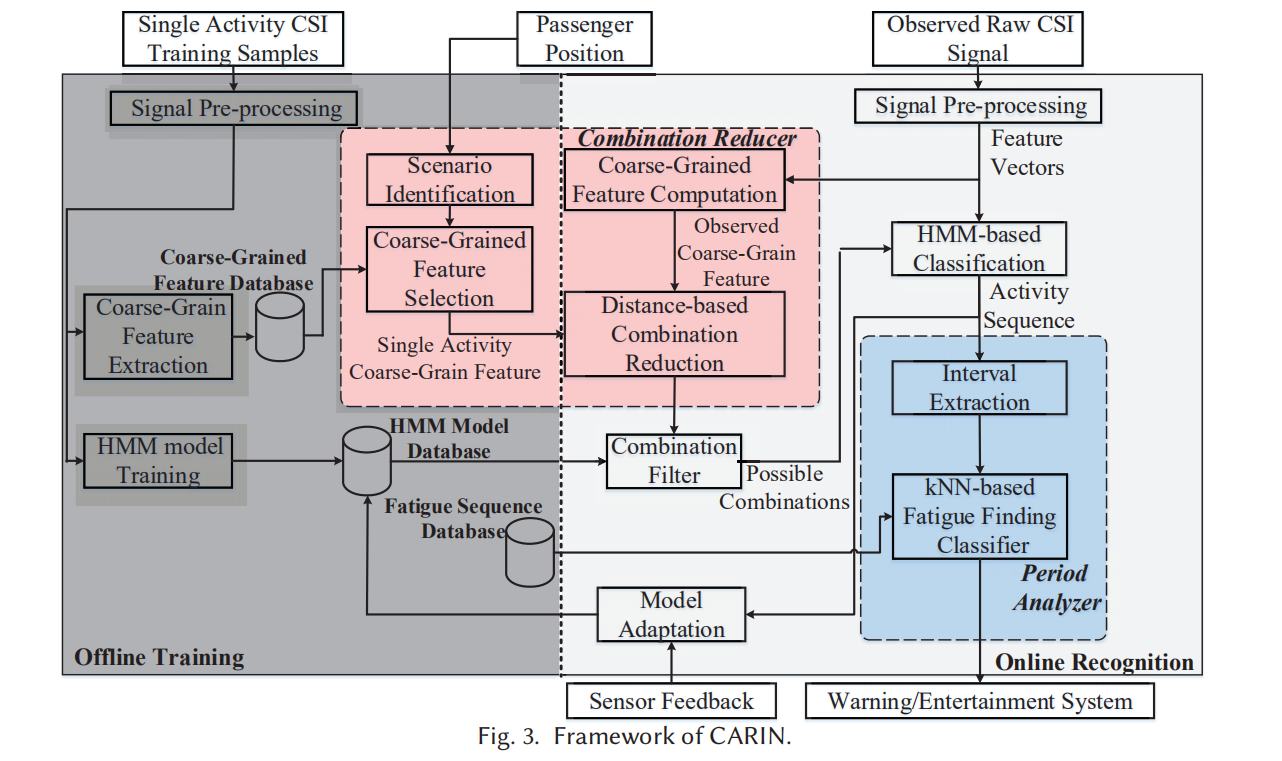 Single Activity CSI
Training Samples
Passenger
Position
Observed Raw CSI
Signal
Signal Pre-processing
Signal Pre-processing
Combination Reducer
Feature
Vectors
Scenario
Identification
Coarse-Grained
Feature Computation
Coarse-Grained
Feature
Selection
Observed
Coarse-Grain
Feature
HMM-based
Classification
Coarse-Grained
Feature Database
Activity
Sequence
Coarse-Grain
Feature
Extraction
Distance-based
Combination
Reduction
Single Activity
Coarse-Grain Feature
Interval
Extraction
HMM model
Training
HMM Model
Database
Combination
Filter
Possible
Combinations
kNN-based
Fatigue Finding
Classifier
Fatigue Sequence
Database
Period
Analyzer
Model
Adaptation
Offline Training
Online Recognition
Sensor Feedback
Warning/Entertainment System
Fig. 3. Framework of CARIN.